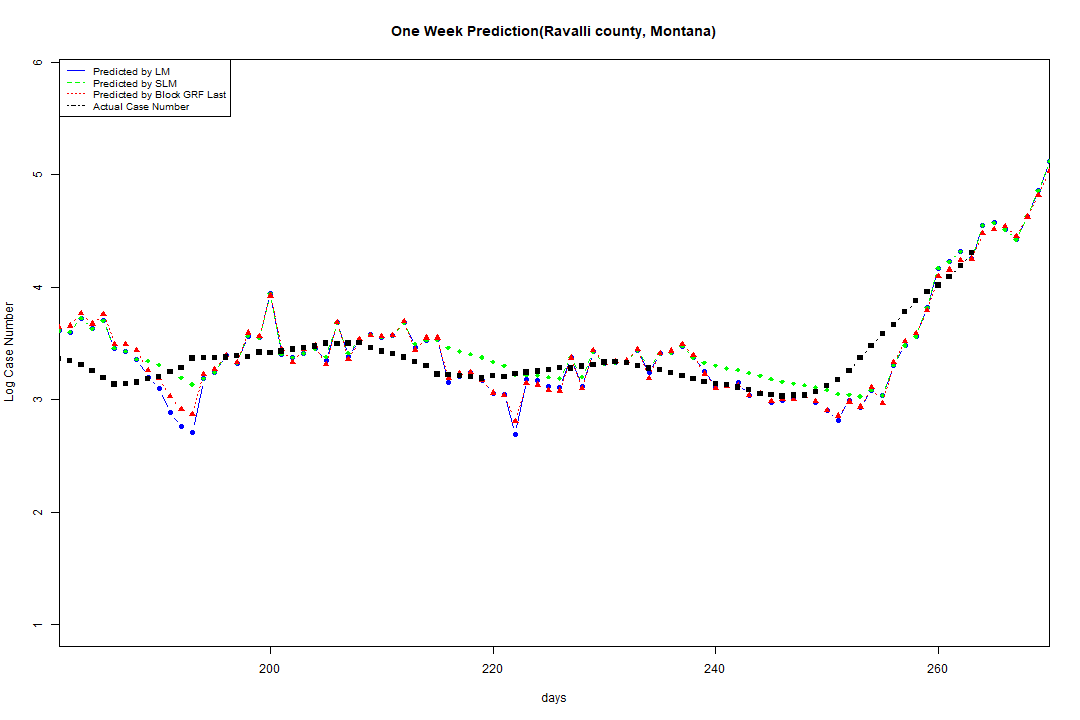 One Week Prediction(Ravalli county, Montana)
Predicted by LM
Predicted by SLM
Predicted by Block GRF Last
Actual Case Number
6
5
4
3
2
1
Log Case Number
200 220 240 260
days